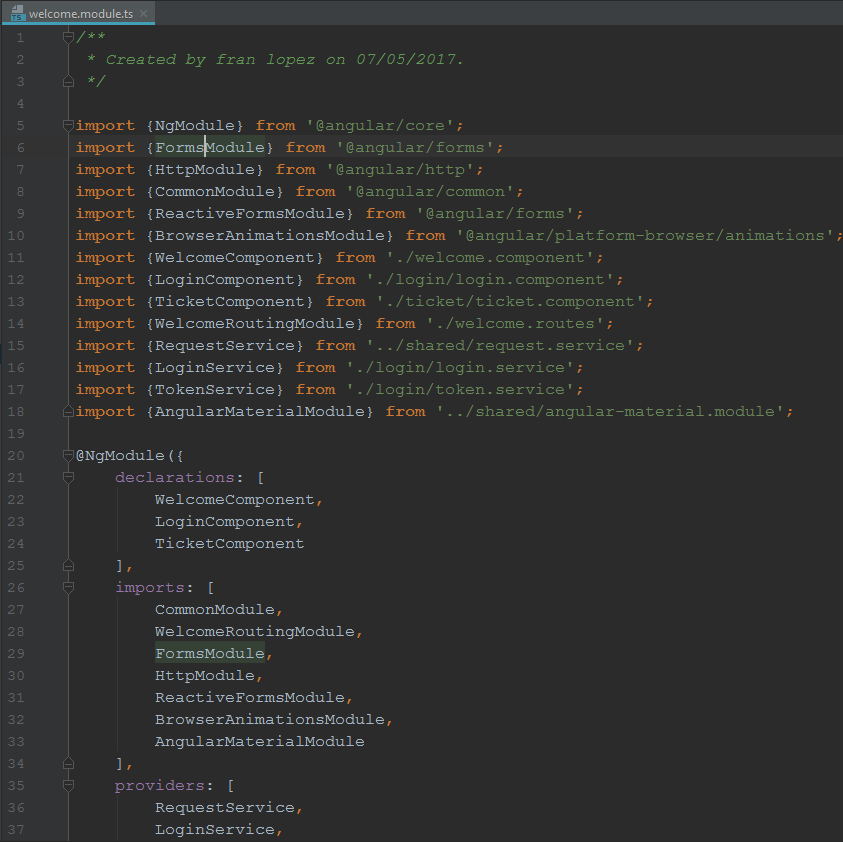 welcome.module.ts
1 /**
2 * Created by fran lopez on 07/05/2017.
3 */
4
5 import {NgModule} from '@angular/core';
6 import {FormsModule} from '@angular/forms';
7 import {HttpModule} from '@angular/http';
8 import {CommonModule} from '@angular/common';
9 import {ReactiveFormsModule} from '@angular/forms';
10 import {BrowserAnimationsModule} from '@angular/platform-browser/animations';
11 import {WelcomeComponent} from './welcome.component';
12 import {LoginComponent} from './login/login.component';
13 import {TicketComponent} from './ticket/ticket.component';
14 import {WelcomeRoutingModule} from './welcome.routes';
15 import {RequestService} from '../shared/request.service';
16 import {LoginService} from './login/login.service';
17 import {TokenService} from './login/token.service';
18 import {AngularMaterialModule} from '../shared/angular-material.module';
19
20 @NgModule({
21 declarations: [
22 WelcomeComponent,
23 LoginComponent,
24 TicketComponent
25 ],
26 imports: [
27 CommonModule,
28 WelcomeRoutingModule,
29 FormsModule,
30 HttpModule,
31 ReactiveFormsModule,
32 BrowserAnimationsModule,
33 AngularMaterialModule
34 ],
35 providers: [
36 RequestService,
37 LoginService,